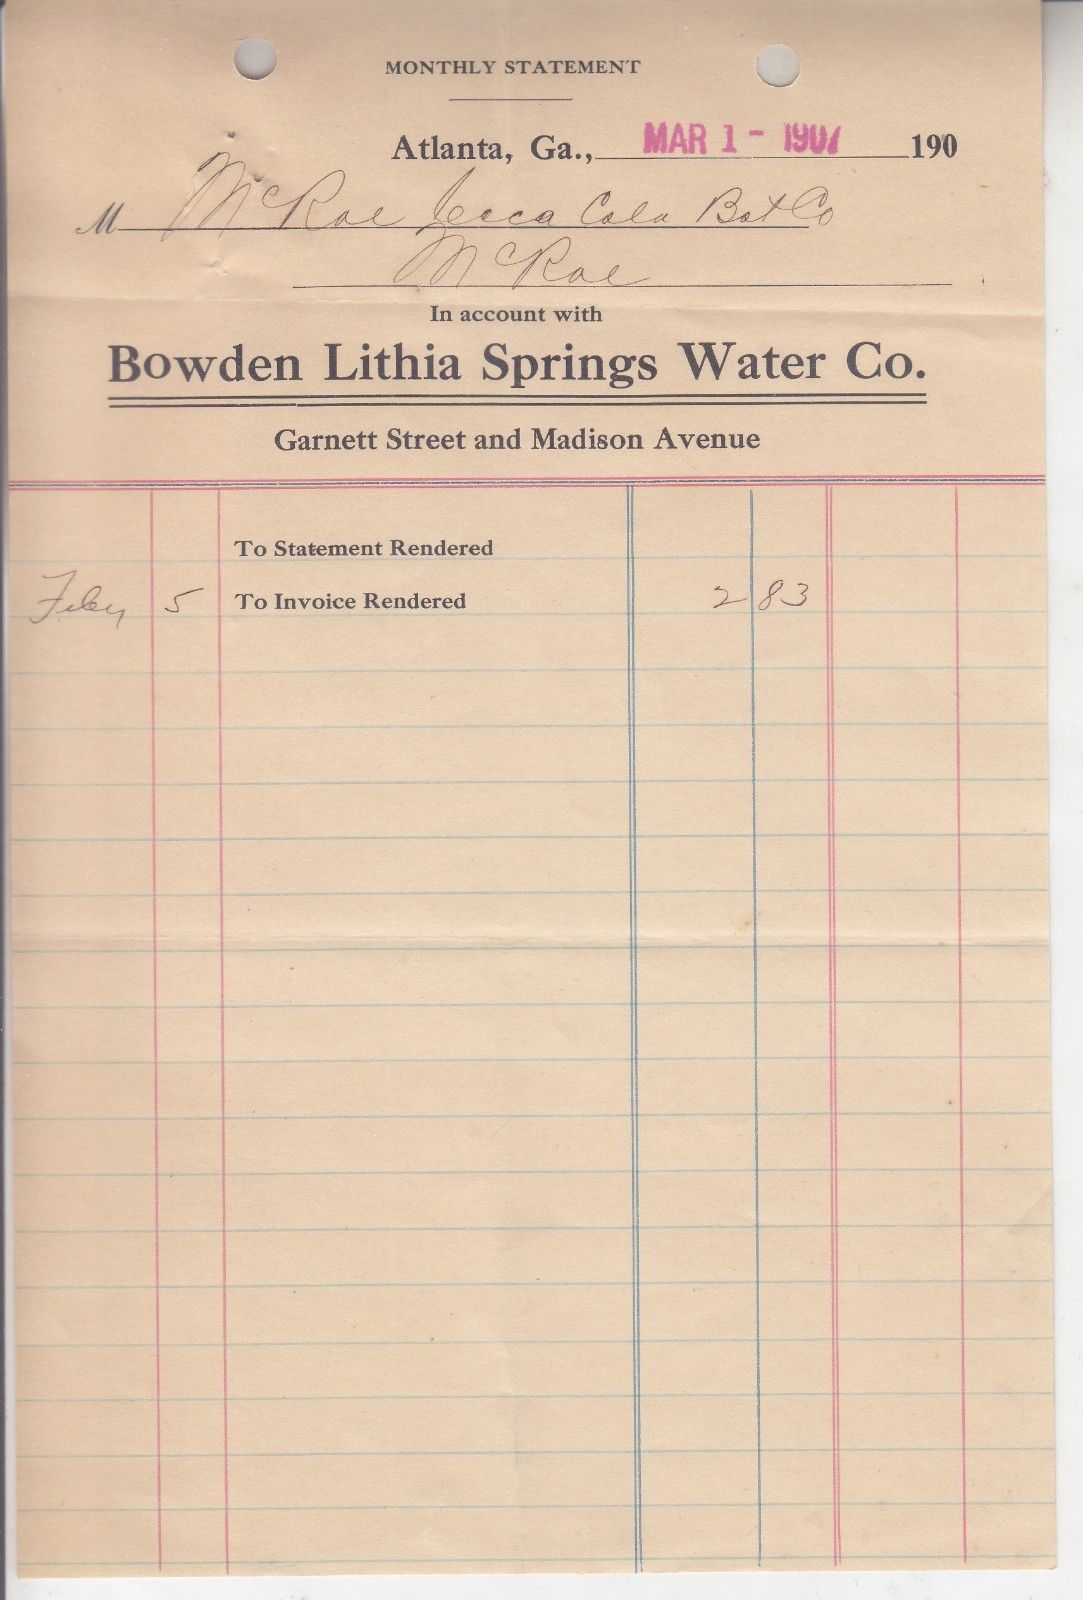 MONTHLY STATEMENT
Atlanta, Ga., MAR 1 - 1907 190
M McRae Coca Cola Bot Co
McRae
In account with
Bowden Lithia Springs Water Co.
Garnett Street and Madison Avenue
To Statement Rendered
Feby 5 To Invoice Rendered 2 83